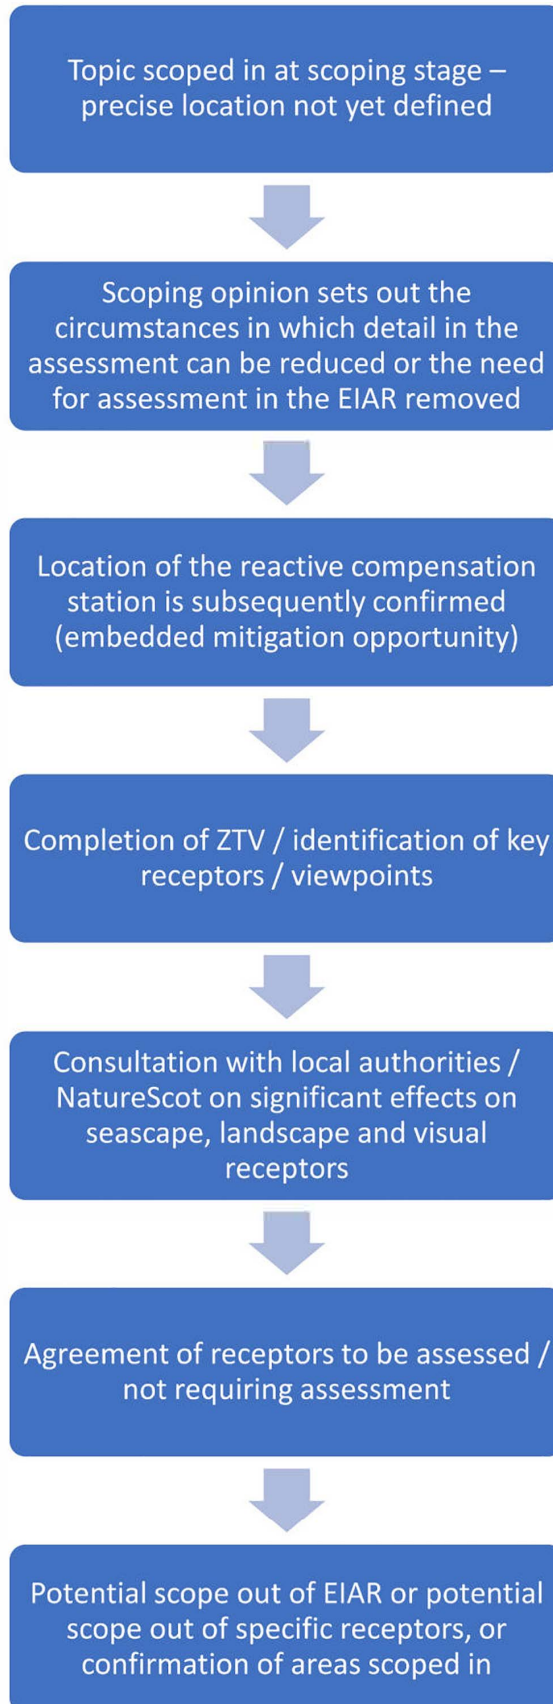 Topic scoped in at scoping stage –
precise location not yet defined
Scoping opinion sets out the
circumstances in which detail in the
assessment can be reduced or the need
for assessment in the EIAR removed
Location of the reactive compensation
station is subsequently confirmed
(embedded mitigation opportunity)
Completion of ZTV / identification of key
receptors / viewpoints
Consultation with local authorities /
NatureScot on significant effects on
seascape, landscape and visual
receptors
Agreement of receptors to be assessed /
not requiring assessment
Potential scope out of EIAR or potential
scope out of specific receptors, or
confirmation of areas scoped in